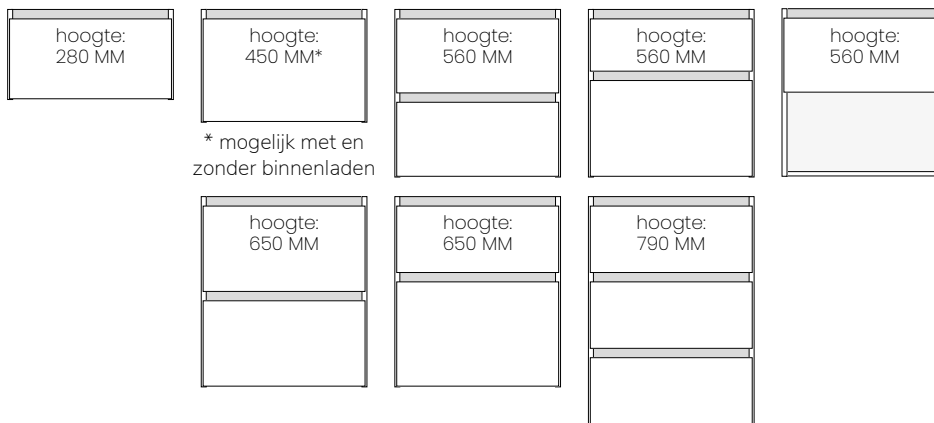 hoogte:
280 MM
hoogte:
450 MM*
hoogte:
560 MM
hoogte:
560 MM
hoogte:
560 MM
* mogelijk met en
zonder binnenladen
hoogte:
650 MM
hoogte:
650 MM
hoogte:
790 MM